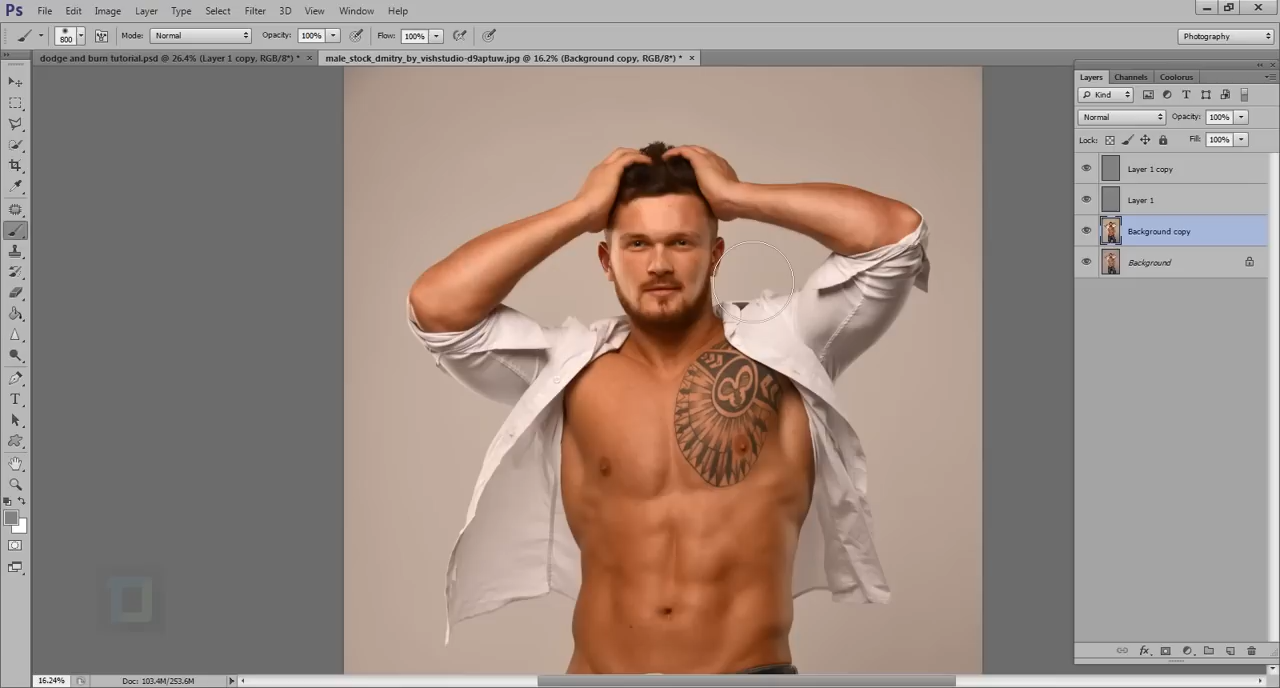 Ps File Edit Image Layer Type Select Filter 3D View Window Help
800 Mode: Normal Opacity: 100% Flow: 100% Photography
dodge and burn tutorial.psd @ 26.4% (Layer 1 copy, RGB/8*) * × male_stock_dmitry_by_vishstudio-d9aptuw.jpg @ 16.2% (Background copy, RGB/8*) * ×
Layers Channels Coolorus
Kind
Normal Opacity: 100%
Lock: Fill: 100%
Layer 1 copy
Layer 1
Background copy
Background
16.24% Doc: 103.4M/253.6M